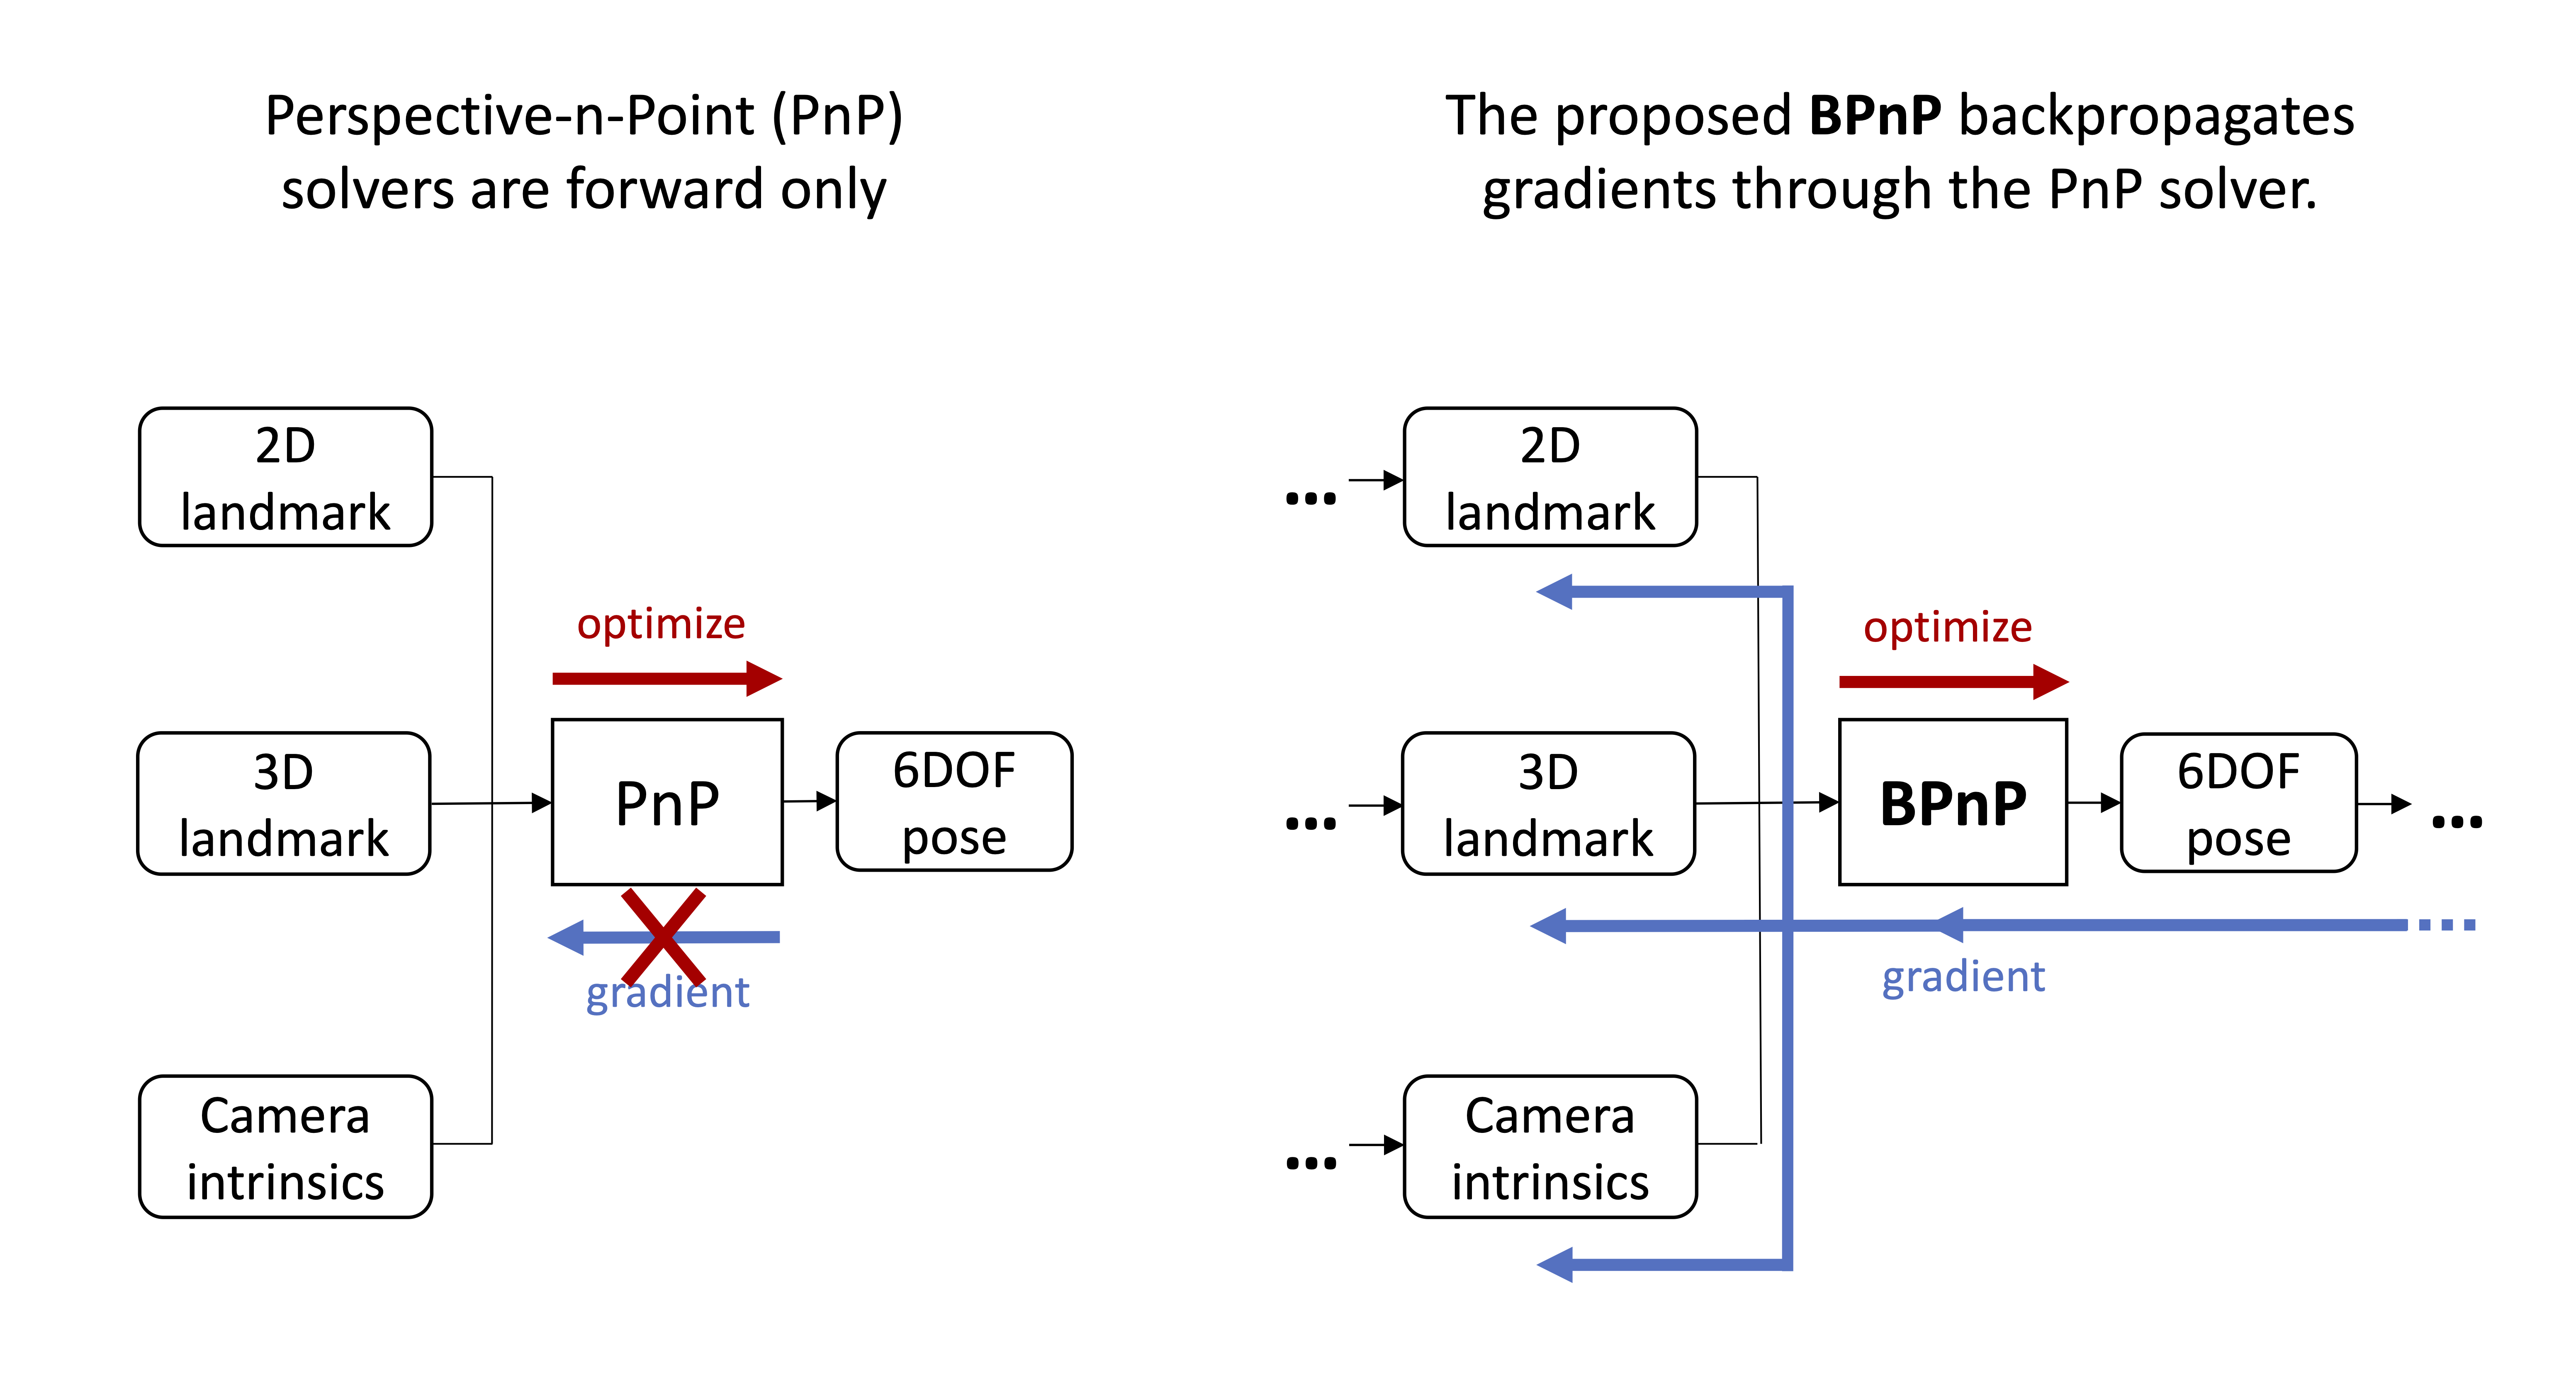 Perspective-n-Point (PnP)
solvers are forward only
2D
landmark
optimize
3D
landmark
PnP
6DOF
pose
gradient
Camera
intrinsics
The proposed BPnP backpropagates
gradients through the PnP solver.
...
2D
landmark
optimize
...
3D
landmark
BPnP
6DOF
pose
...
gradient
...
Camera
intrinsics